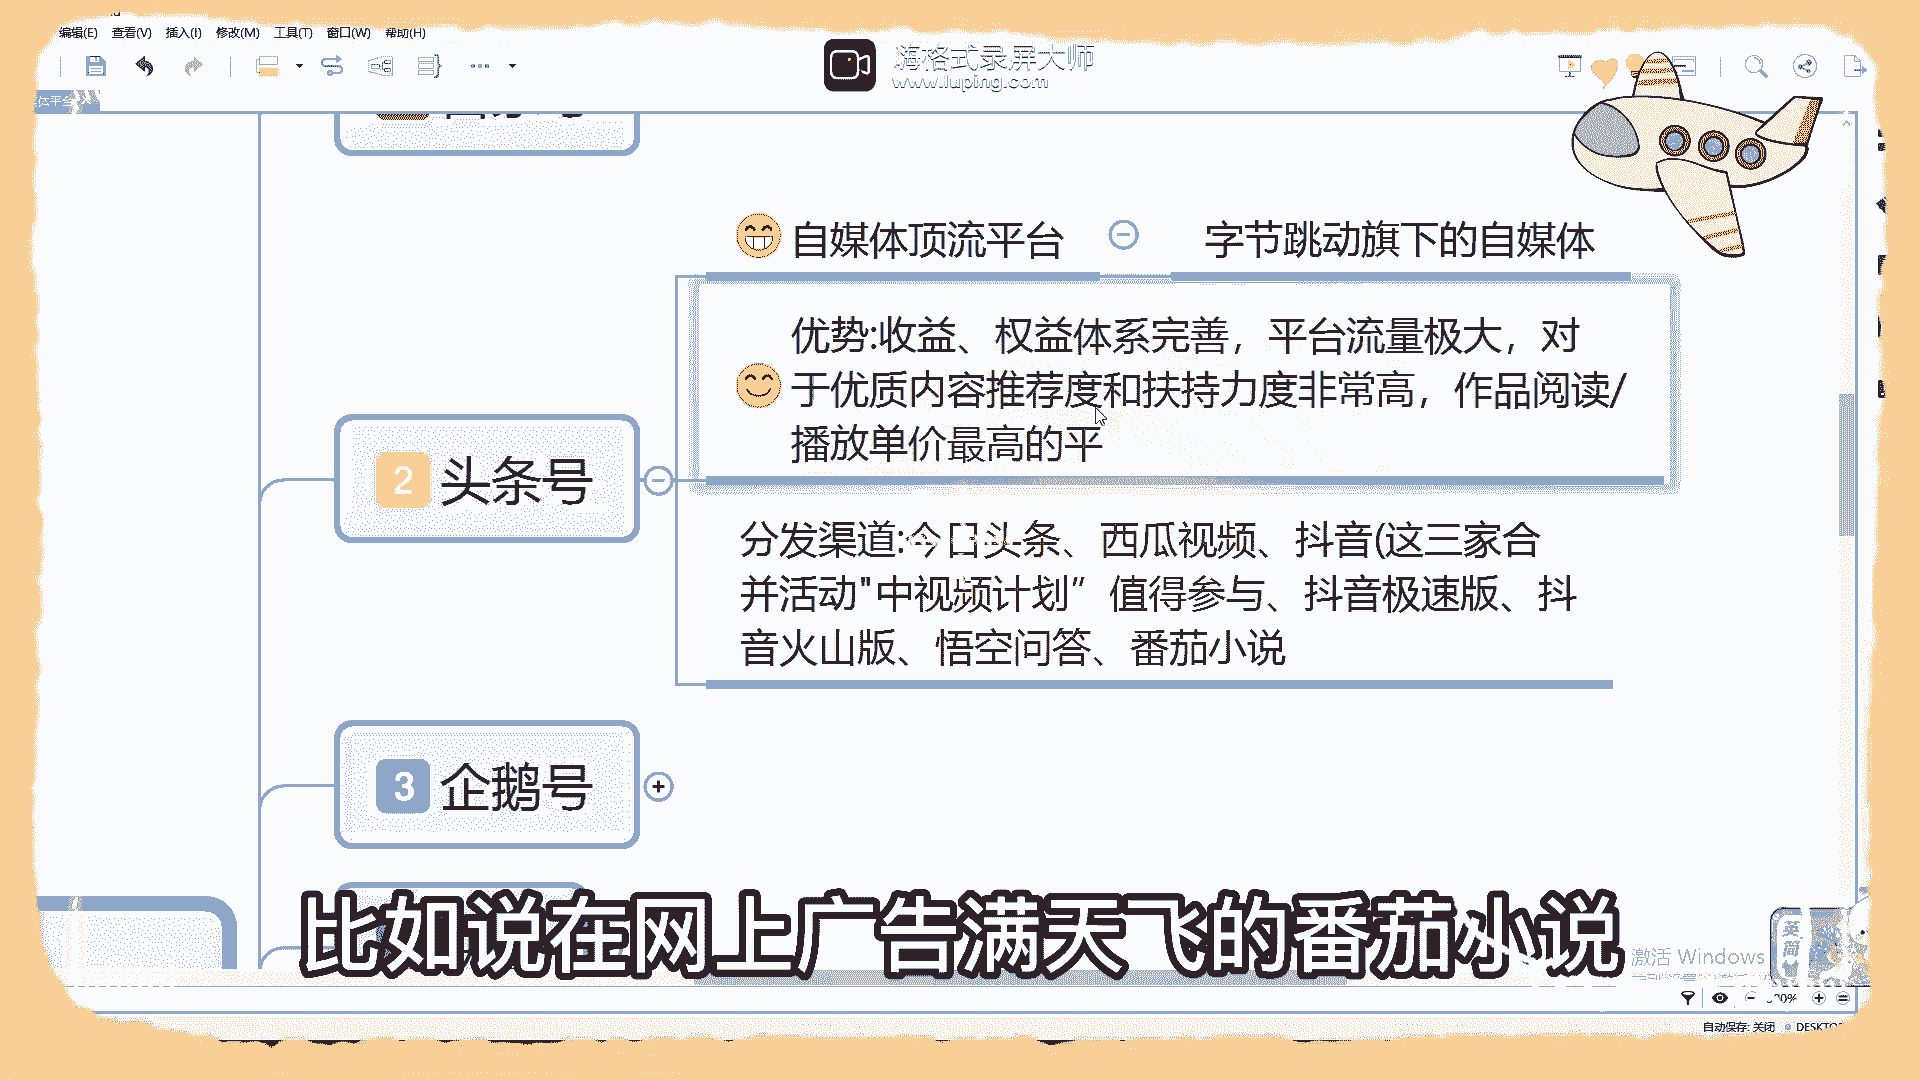 编辑(E) 查看(V) 插入(I) 修改(M) 工具(T) 窗口(W) 帮助(H)
嗨格式录屏大师
www.luping.com
体平台
自媒体顶流平台
字节跳动旗下的自媒体
优势:收益、权益体系完善，平台流量极大，对
于优质内容推荐度和扶持力度非常高，作品阅读/
播放单价最高的平
2 头条号
分发渠道:今日头条、西瓜视频、抖音(这三家合
并活动"中视频计划” 值得参与、抖音极速版、抖
音火山版、悟空问答、番茄小说
3 企鹅号
比如说在网上广告满天飞的番茄小说
激活 Windows
英
简
自动保存: 关闭